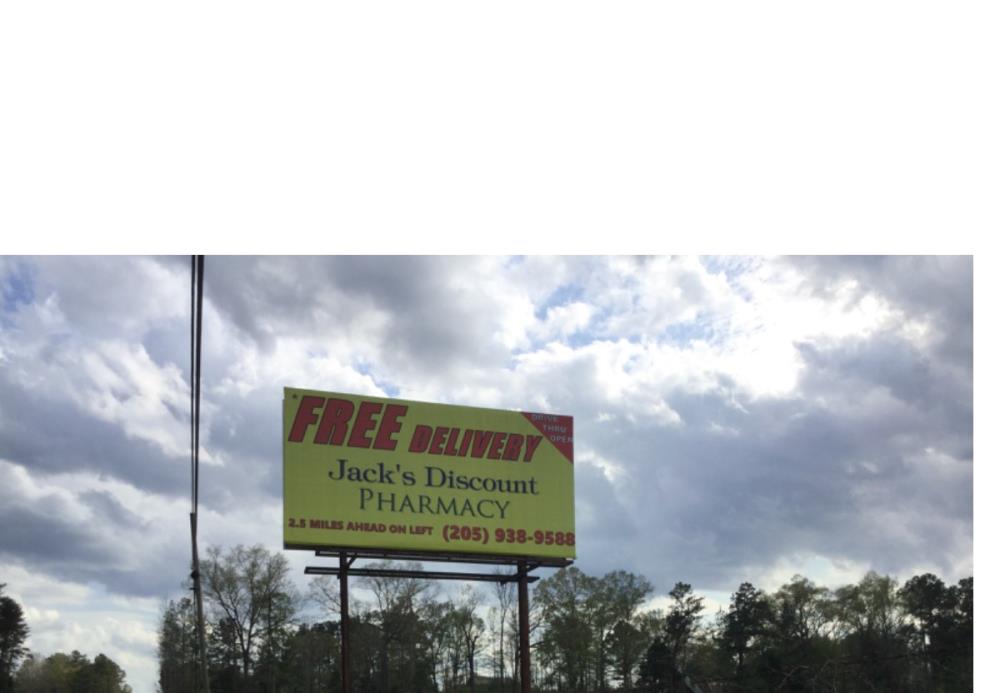 *FREE DELIVERY
DRIVE
THRU
OPEN
Jack's Discount
PHARMACY
2.5 MILES AHEAD ON LEFT (205) 938-9588